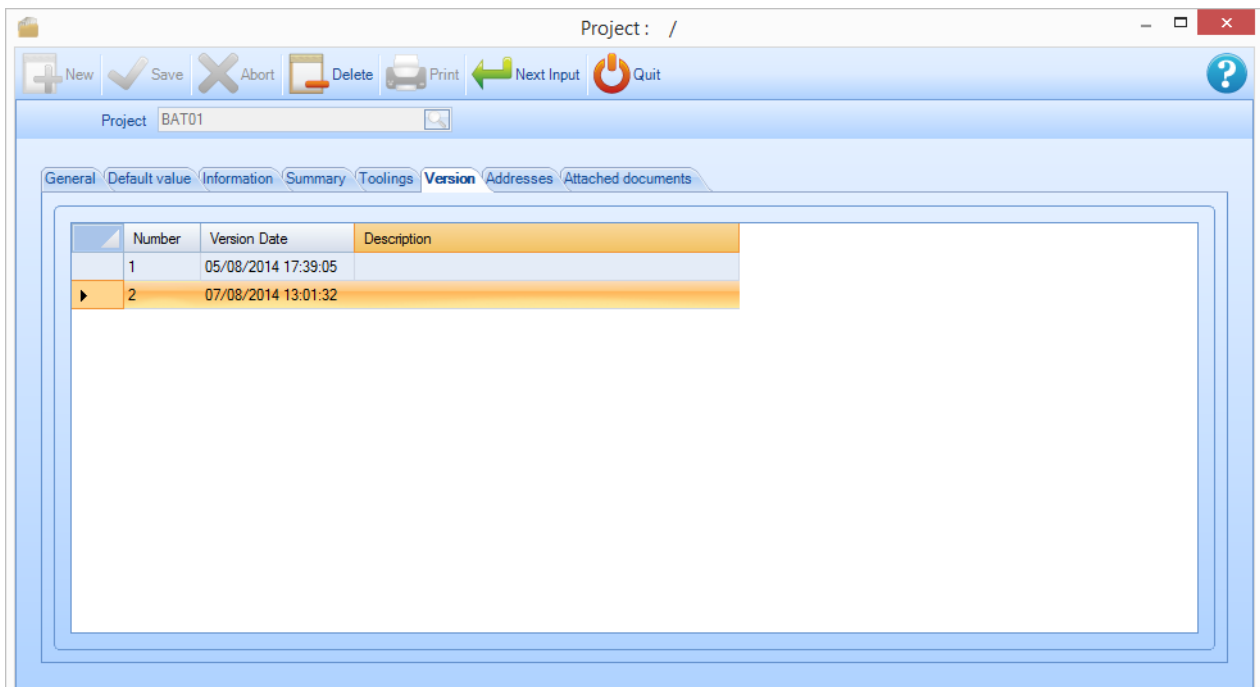 Project : /
New Save Abort Delete Print Next Input Quit ?
Project BAT01
General Default value Information Summary Toolings Version Addresses Attached documents
Number Version Date Description
1 05/08/2014 17:39:05
2 07/08/2014 13:01:32